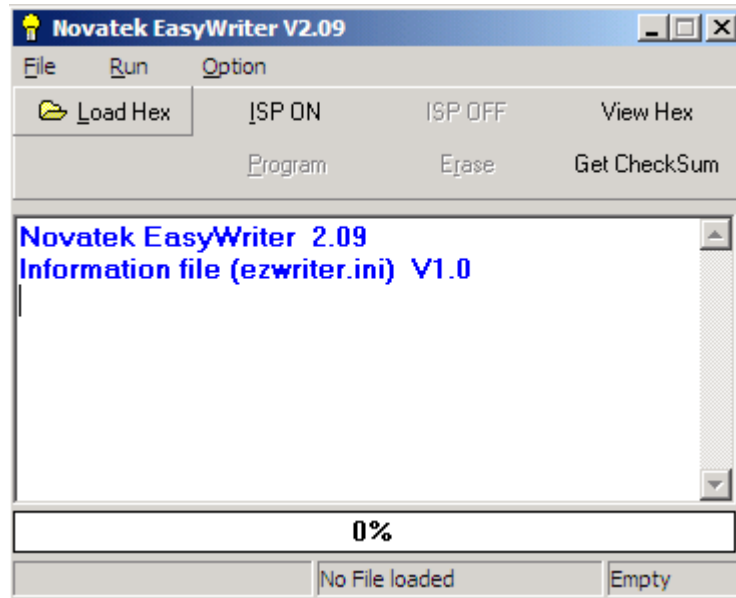 Novatek EasyWriter V2.09
File Run Option
Load Hex ISP ON ISP OFF View Hex
Program Erase Get CheckSum
Novatek EasyWriter 2.09
Information file (ezwriter.ini) V1.0
0%
No File loaded Empty